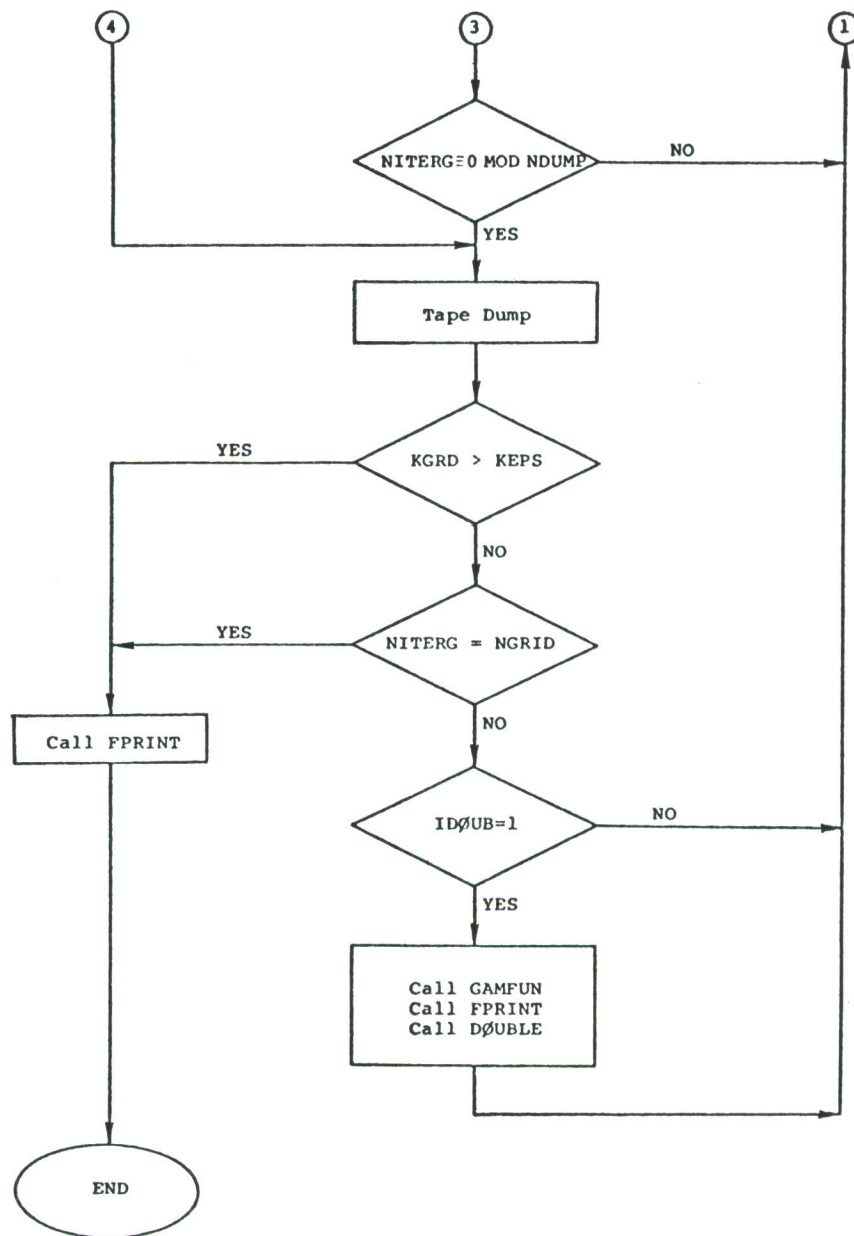 4
3
1
NITERG≡0 MOD NDUMP
NO
YES
Tape Dump
YES
KGRD > KEPS
NO
YES
NITERG = NGRID
NO
Call FPRINT
IDØUB=1
NO
YES
Call GAMFUN
Call FPRINT
Call DØUBLE
END